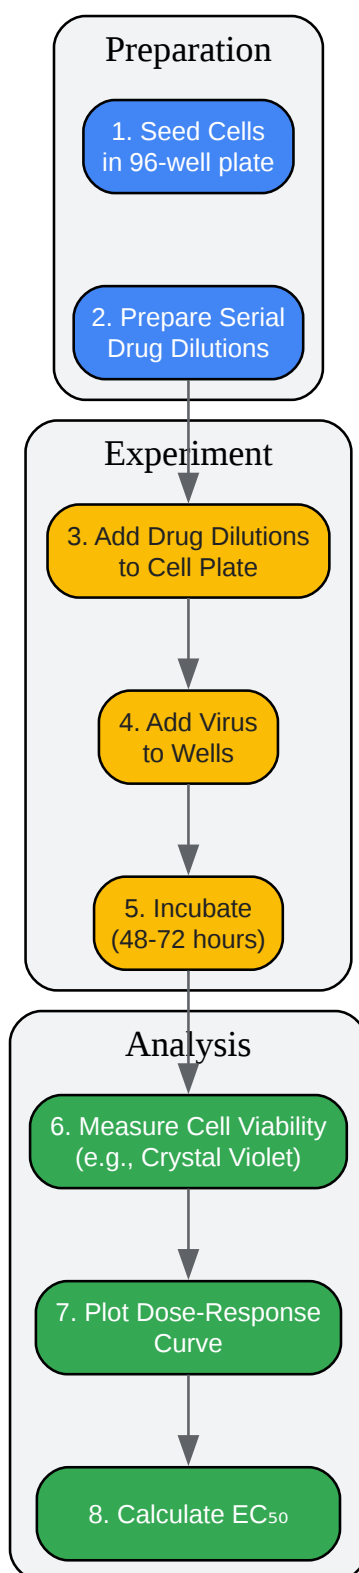 Preparation
1. Seed Cells
in 96-well plate
2. Prepare Serial
Drug Dilutions
Experiment
3. Add Drug Dilutions
to Cell Plate
4. Add Virus
to Wells
5. Incubate
(48-72 hours)
Analysis
6. Measure Cell Viability
(e.g., Crystal Violet)
7. Plot Dose-Response
Curve
8. Calculate EC₅₀